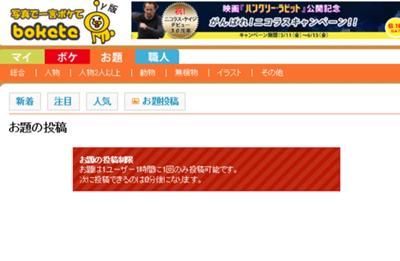 写真で一言ボケて
bokete
γ版
祝!
ニコラス・ケイジ
デビュー
30周年
映画『ハングリー・ラビット』公開記念
がんばれ!ニコラスキャンペーン!!
キャンペーン期間:5/11(金)~6/15(金)
マイ ボケ お題 職人
総合 | 人物 | 人物2人以上 | 動物 | 無機物 | イラスト | その他
新着 注目 人気 お題投稿
お題の投稿
お題の投稿制限
お題は1ユーザー1時間に1回のみ投稿可能です。
次に投稿できるのは0分後になります。